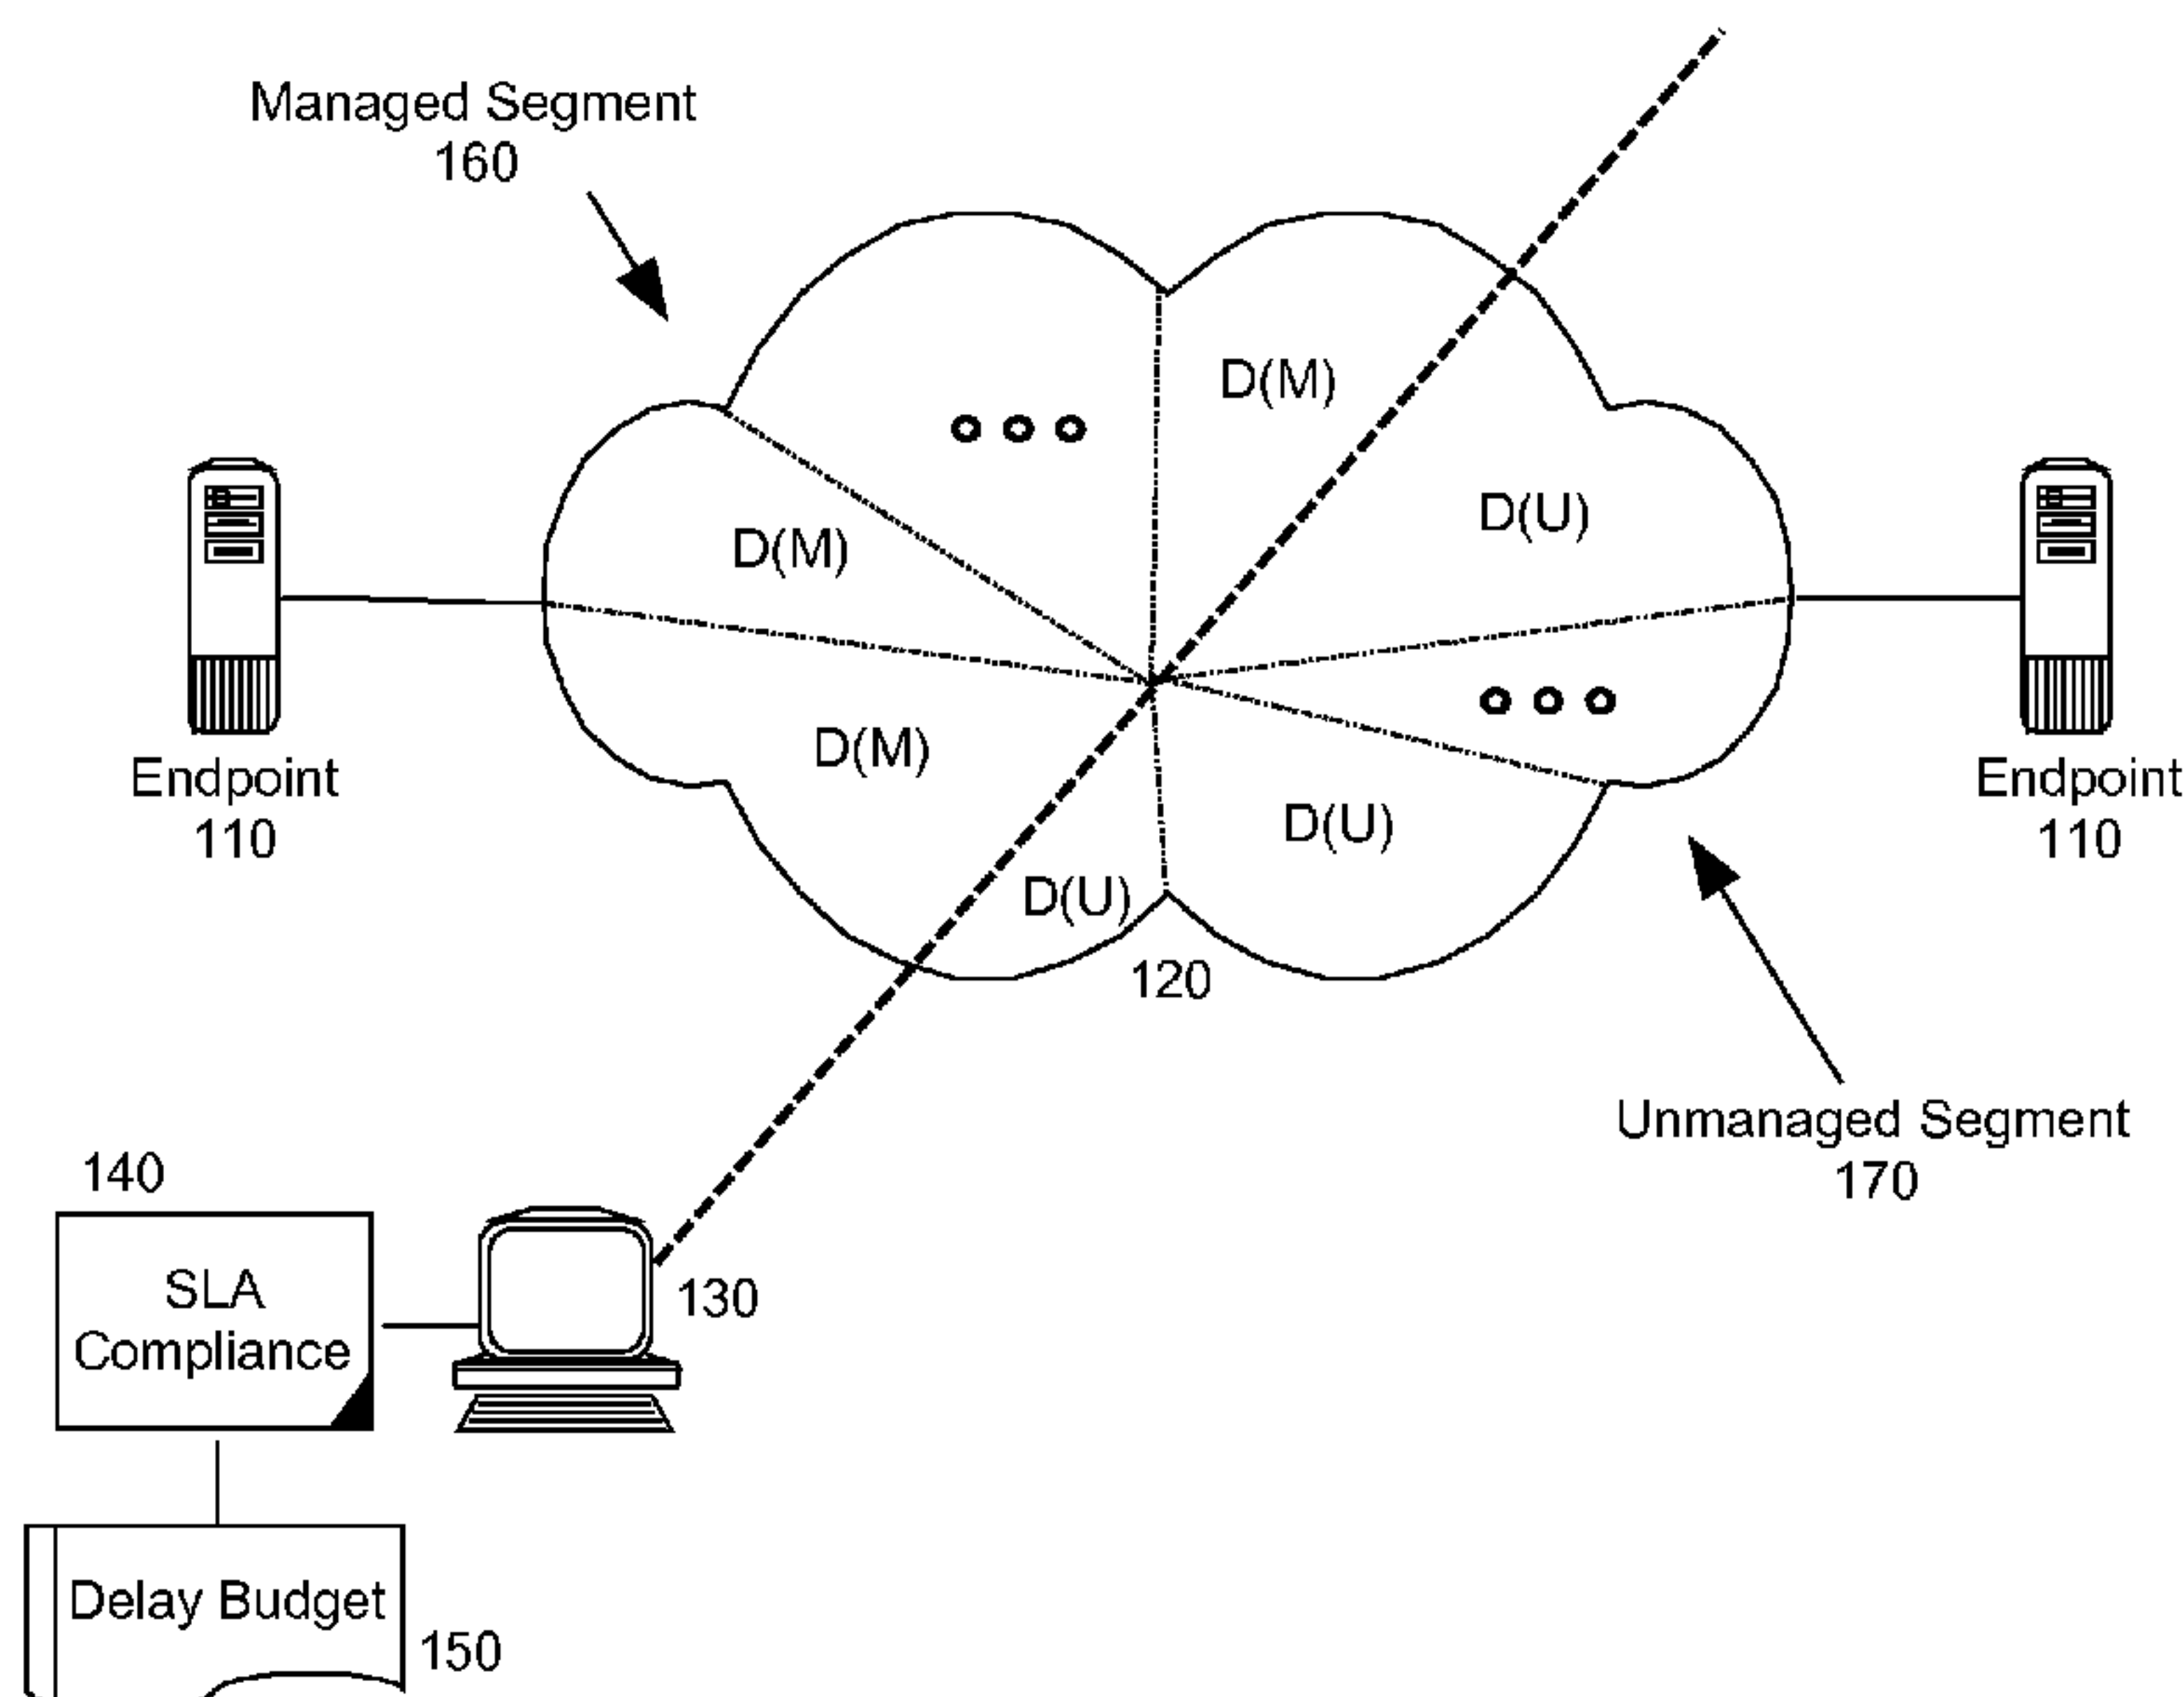 Managed Segment
160
D(M)
D(U)
D(M)
D(M)
D(U)
D(U)
Endpoint
110
Endpoint
110
120
Unmanaged Segment
170
140
SLA
Compliance
130
Delay Budget
150